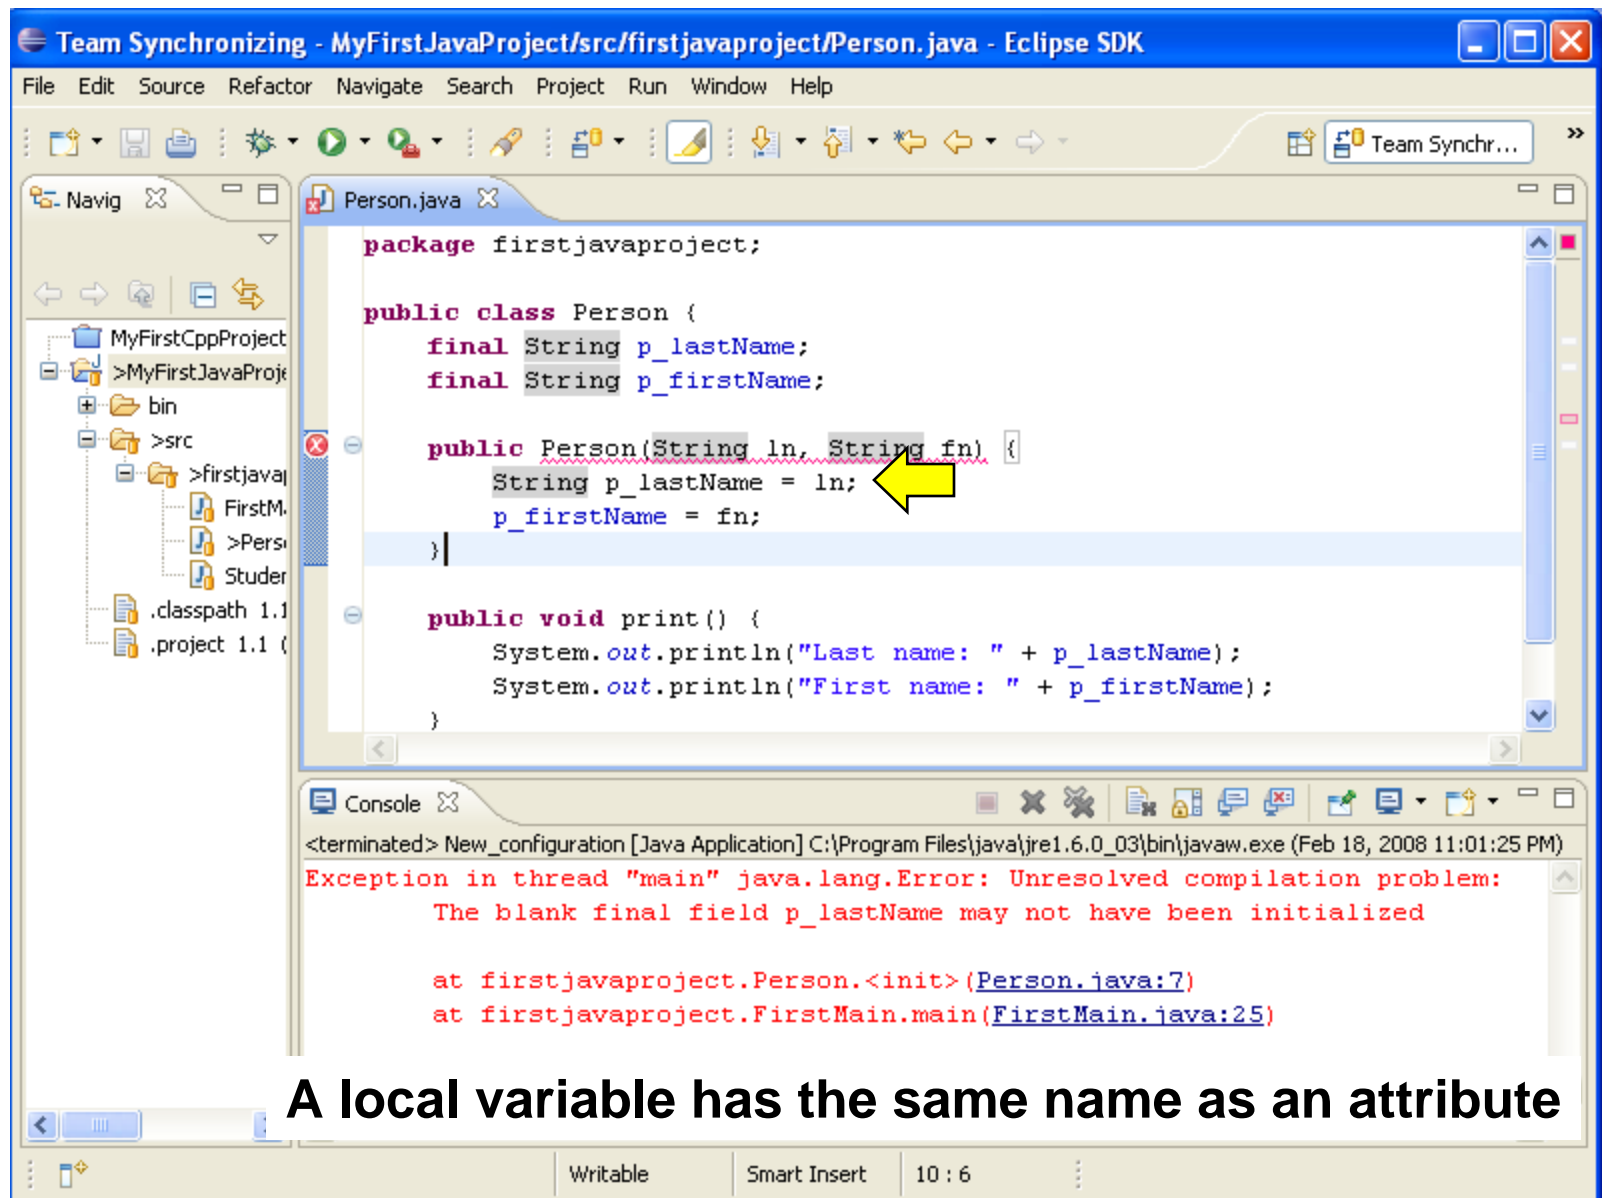 Team Synchronizing - MyFirstJavaProject/src/firstjavaproject/Person.java - Eclipse SDK
File Edit Source Refactor Navigate Search Project Run Window Help
Team Synchr... »
Navig
Person.java
MyFirstCppProject
>MyFirstJavaProje
bin
>src
>firstjava
FirstM
>Pers
Studen
.classpath 1.1
.project 1.1 (
package firstjavaproject;
public class Person {
final String p_lastName;
final String p_firstName;
public Person(String ln, String fn) {
String p_lastName = ln;
p_firstName = fn;
}
public void print() {
System.out.println("Last name: " + p_lastName);
System.out.println("First name: " + p_firstName);
}
Console
<terminated> New_configuration [Java Application] C:\Program Files\java\jre1.6.0_03\bin\javaw.exe (Feb 18, 2008 11:01:25 PM)
Exception in thread "main" java.lang.Error: Unresolved compilation problem:
The blank final field p_lastName may not have been initialized
at firstjavaproject.Person.<init>(Person.java:7)
at firstjavaproject.FirstMain.main(FirstMain.java:25)
A local variable has the same name as an attribute
Writable Smart Insert 10 : 6